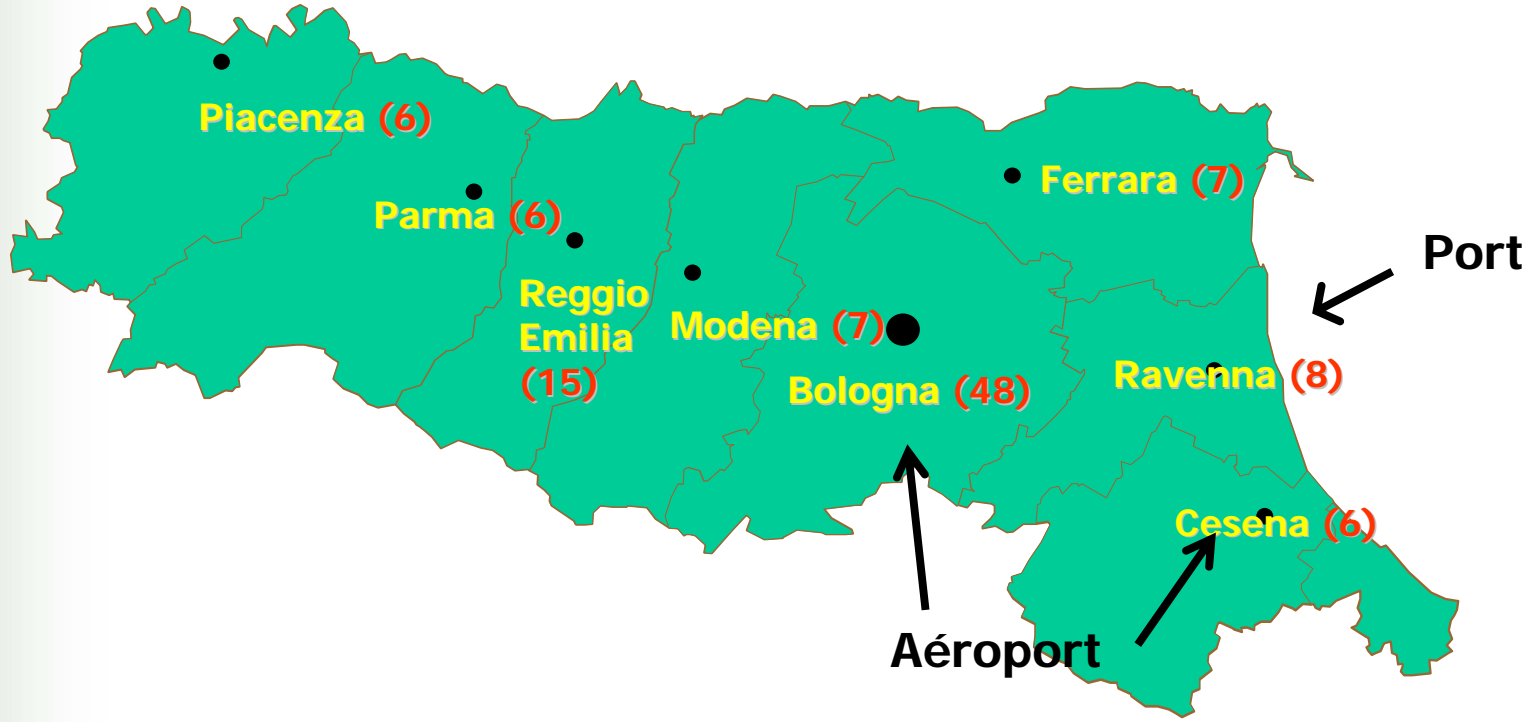 Piacenza (6)
Ferrara (7)
Parma (6)
Port
Reggio
Emilia
(15)
Modena (7)
Ravenna (8)
Bologna (48)
Cesena (6)
Aéroport